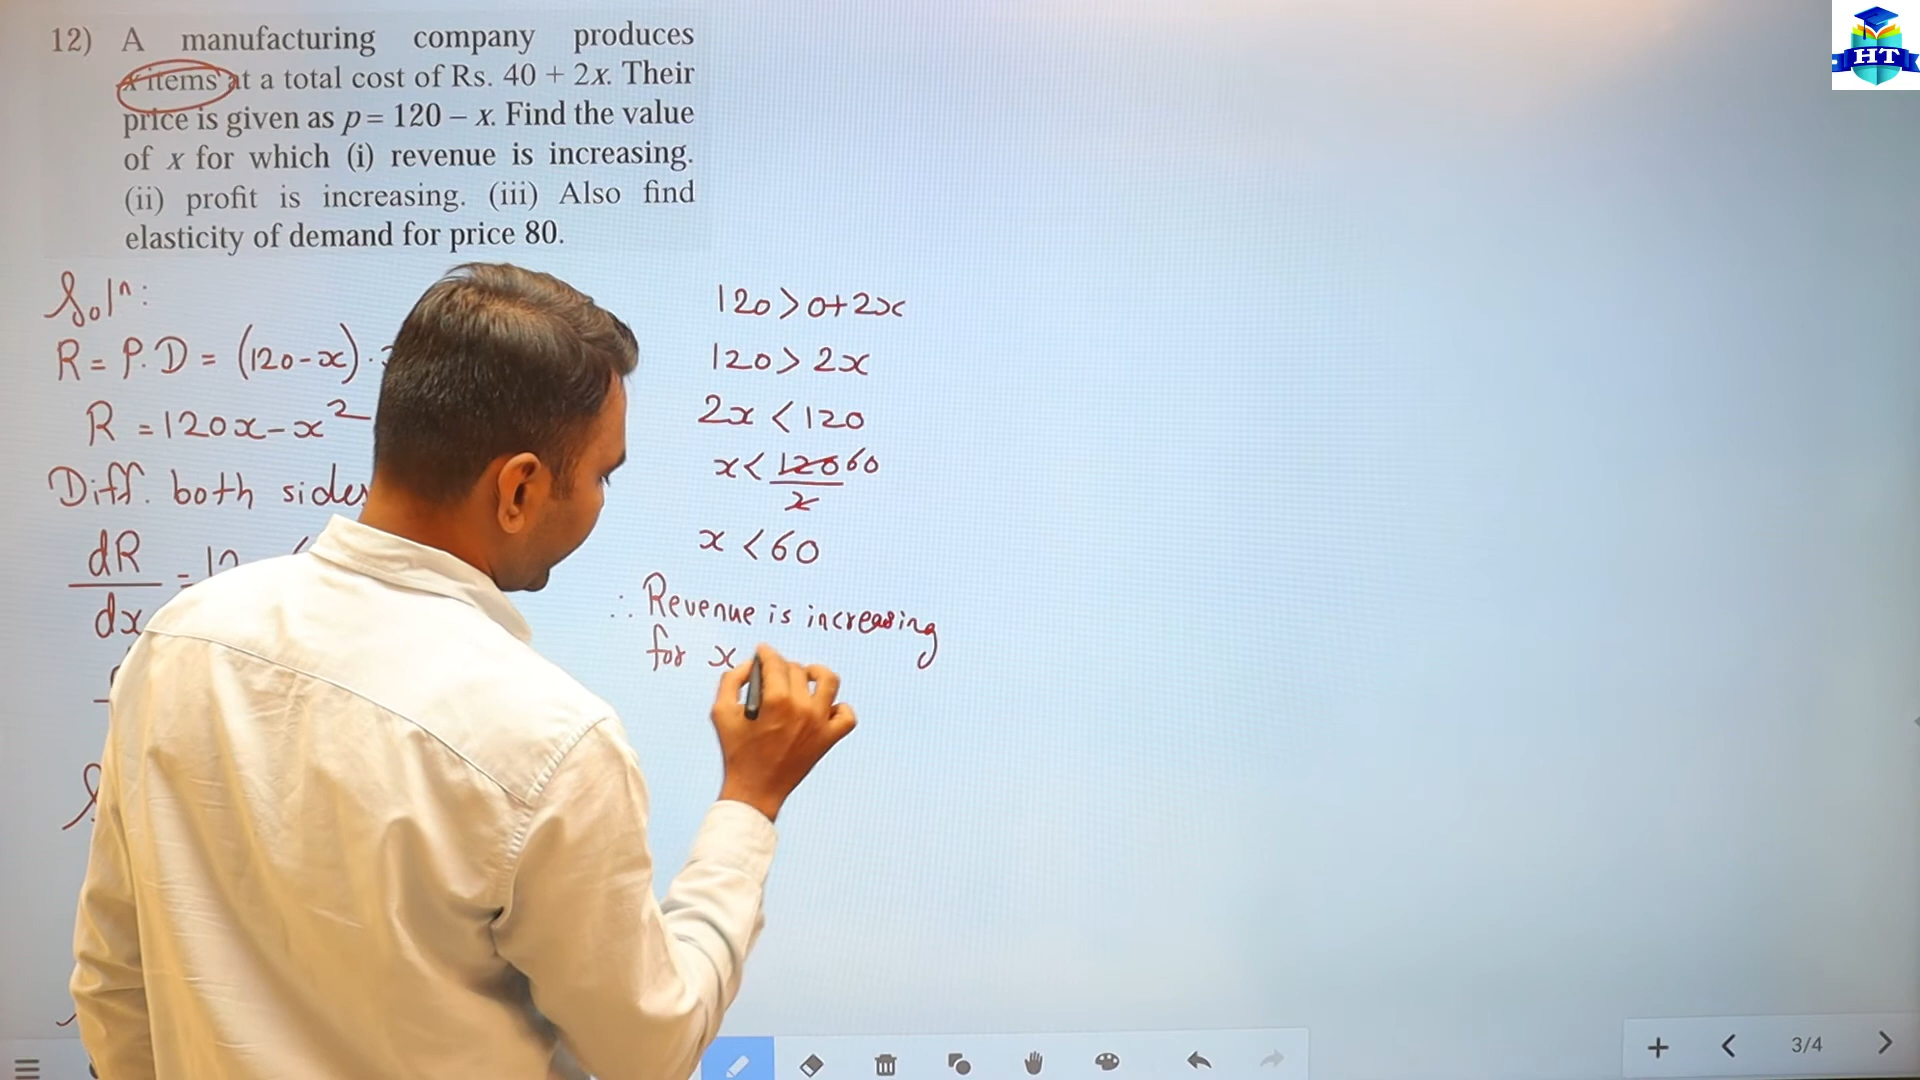 12) A manufacturing company produces
x items at a total cost of Rs. 40 + 2x. Their
price is given as p = 120 – x. Find the value
of x for which (i) revenue is increasing.
(ii) profit is increasing. (iii) Also find
elasticity of demand for price 80.
Solⁿ:
R = P. D = (120-x) .
R = 120x-x²
Diff. both sides
dR
dx
=
120 > 0+2x
120 > 2x
2x < 120
x < 120 60
2
x < 60
∴ Revenue is increasing
for x
HT
3/4